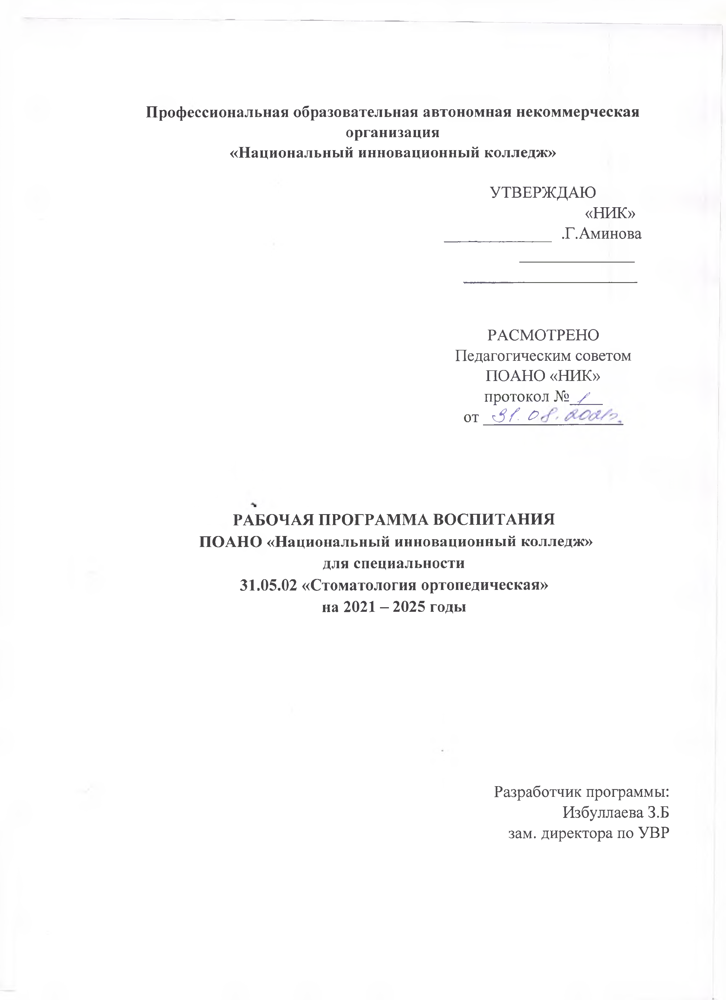 Профессиональная образовательная автономная некоммерческая
организация
«Национальный инновационный колледж»
УТВЕРЖДАЮ
«НИК»
.Г.Аминова
РАСМОТРЕНО
Педагогическим советом
ПОАНО «НИК»
протокол № 1
от 31.08.2021г.
РАБОЧАЯ ПРОГРАММА ВОСПИТАНИЯ
ПОАНО «Национальный инновационный колледж»
для специальности
31.05.02 «Стоматология ортопедическая»
на 2021 – 2025 годы
Разработчик программы:
Избуллаева З.Б
зам. директора по УВР